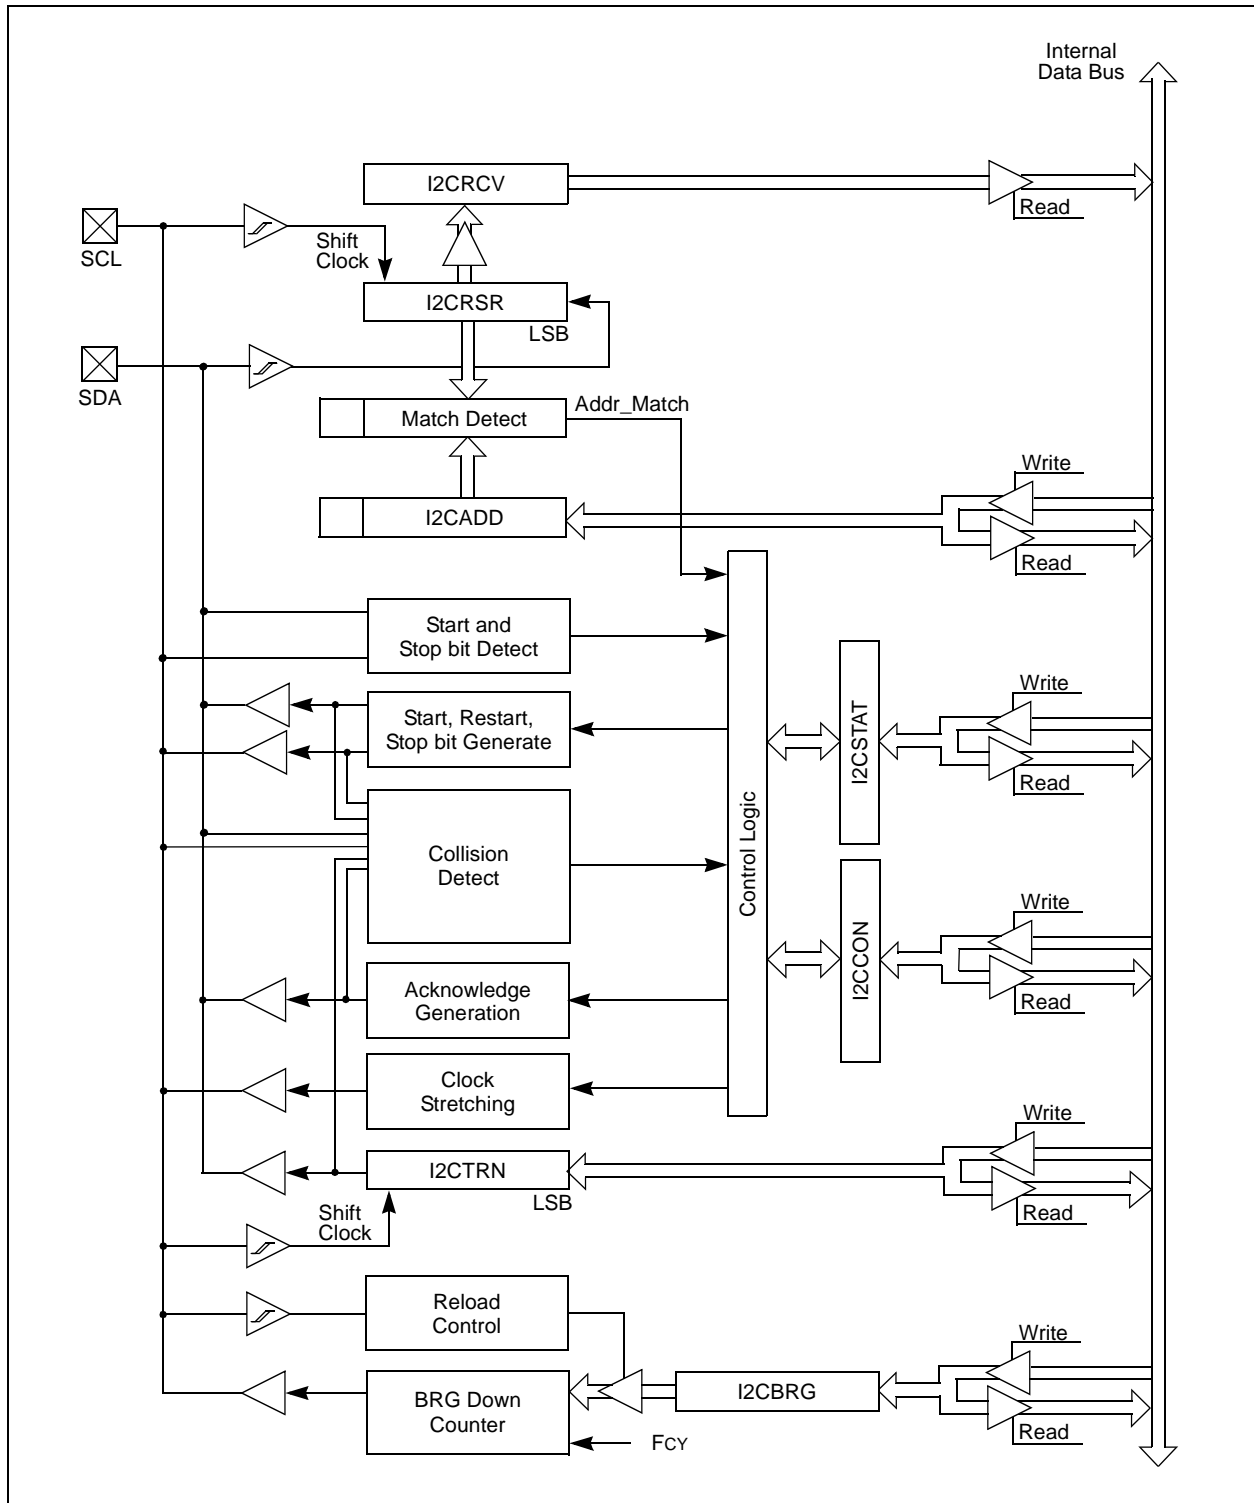 Internal
Data Bus
I2CRCV
Read
SCL
Shift
Clock
I2CRSR
LSB
SDA
Match Detect
Addr_Match
Write
I2CADD
Read
Start and
Stop bit Detect
Write
Start, Restart,
Stop bit Generate
I2CSTAT
Read
Control Logic
Collision
Detect
Write
I2CCON
Read
Acknowledge
Generation
Clock
Stretching
Write
I2CTRN
LSB
Read
Shift
Clock
Reload
Control
Write
BRG Down
Counter
I2CBRG
Read
FCY